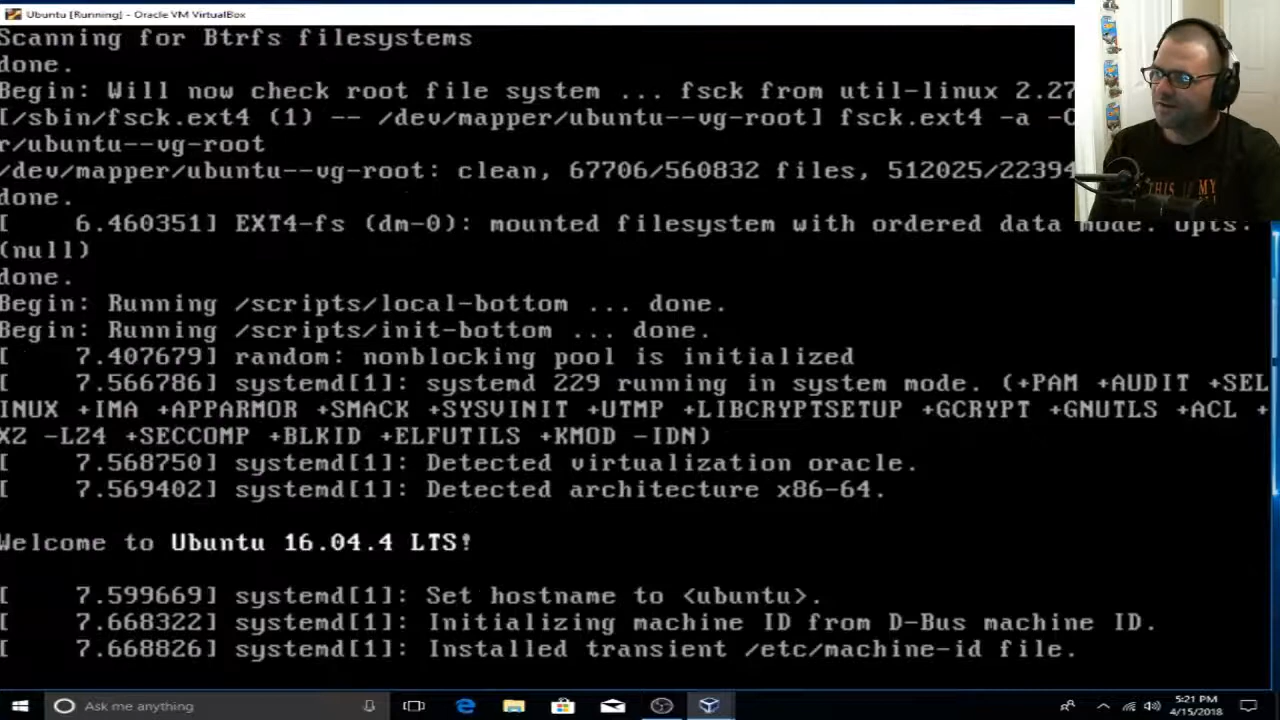 Ubuntu [Running] - Oracle VM VirtualBox
Scanning for Btrfs filesystems
done.
Begin: Will now check root file system ... fsck from util-linux 2.27
[/sbin/fsck.ext4 (1) -- /dev/mapper/ubuntu--vg-root] fsck.ext4 -a -C
r/ubuntu--vg-root
/dev/mapper/ubuntu--vg-root: clean, 67706/560832 files, 512025/22394
done.
[    6.460351] EXT4-fs (dm-0): mounted filesystem with ordered data mode. Opts:
(null)
done.
Begin: Running /scripts/local-bottom ... done.
Begin: Running /scripts/init-bottom ... done.
[    7.407679] random: nonblocking pool is initialized
[    7.566786] systemd[1]: systemd 229 running in system mode. (+PAM +AUDIT +SEL
INUX +IMA +APPARMOR +SMACK +SYSVINIT +UTMP +LIBCRYPTSETUP +GCRYPT +GNUTLS +ACL +
XZ -LZ4 +SECCOMP +BLKID +ELFUTILS +KMOD -IDN)
[    7.568750] systemd[1]: Detected virtualization oracle.
[    7.569402] systemd[1]: Detected architecture x86-64.
Welcome to Ubuntu 16.04.4 LTS!
[    7.599669] systemd[1]: Set hostname to <ubuntu>.
[    7.668322] systemd[1]: Initializing machine ID from D-Bus machine ID.
[    7.668826] systemd[1]: Installed transient /etc/machine-id file.
THIS IS MY
Ask me anything
5:21 PM
4/15/2018